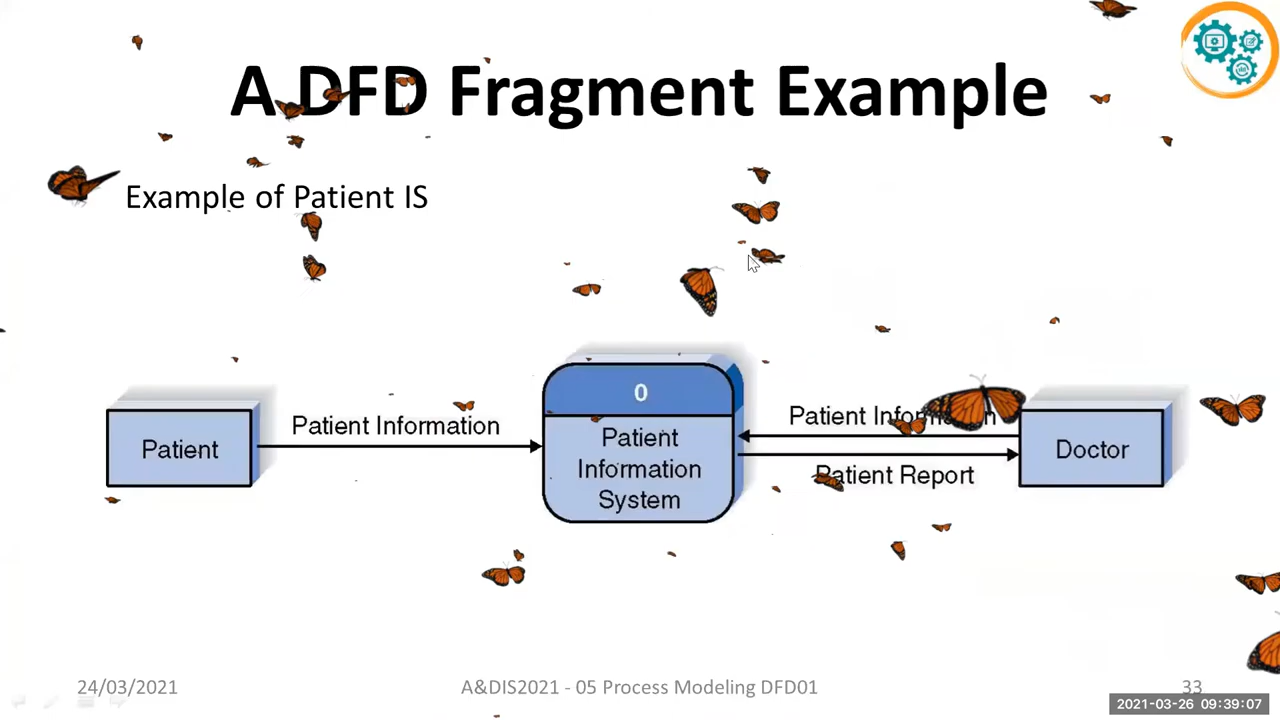 A DFD Fragment Example
Example of Patient IS
Patient
Patient Information
0
Patient
Information
System
Patient Information
Patient Report
Doctor
24/03/2021
A&DIS2021 - 05 Process Modeling DFD01
33
2021-03-26 09:39:07